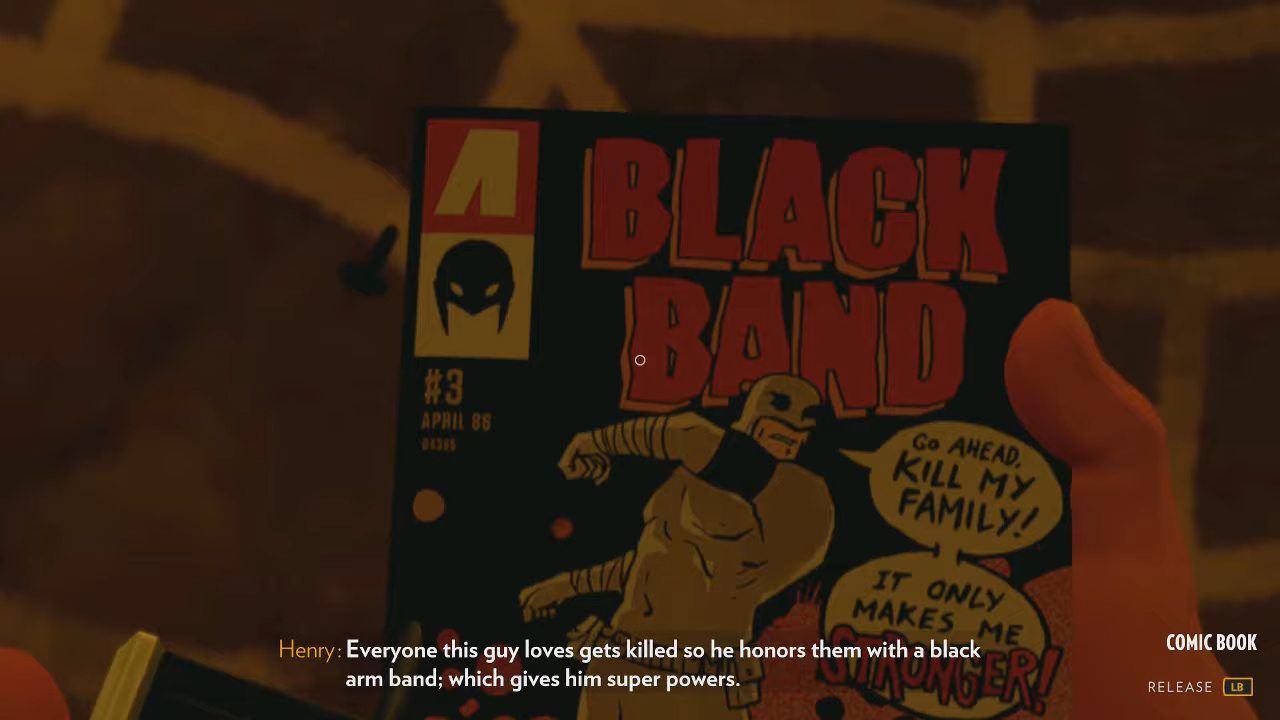 BLACK
BAND
#3
APRIL 86
GO AHEAD,
KILL MY
FAMILY!
IT ONLY
MAKES ME
STRONGER!
Henry: Everyone this guy loves gets killed so he honors them with a black
arm band; which gives him super powers.
COMIC BOOK
RELEASE LB